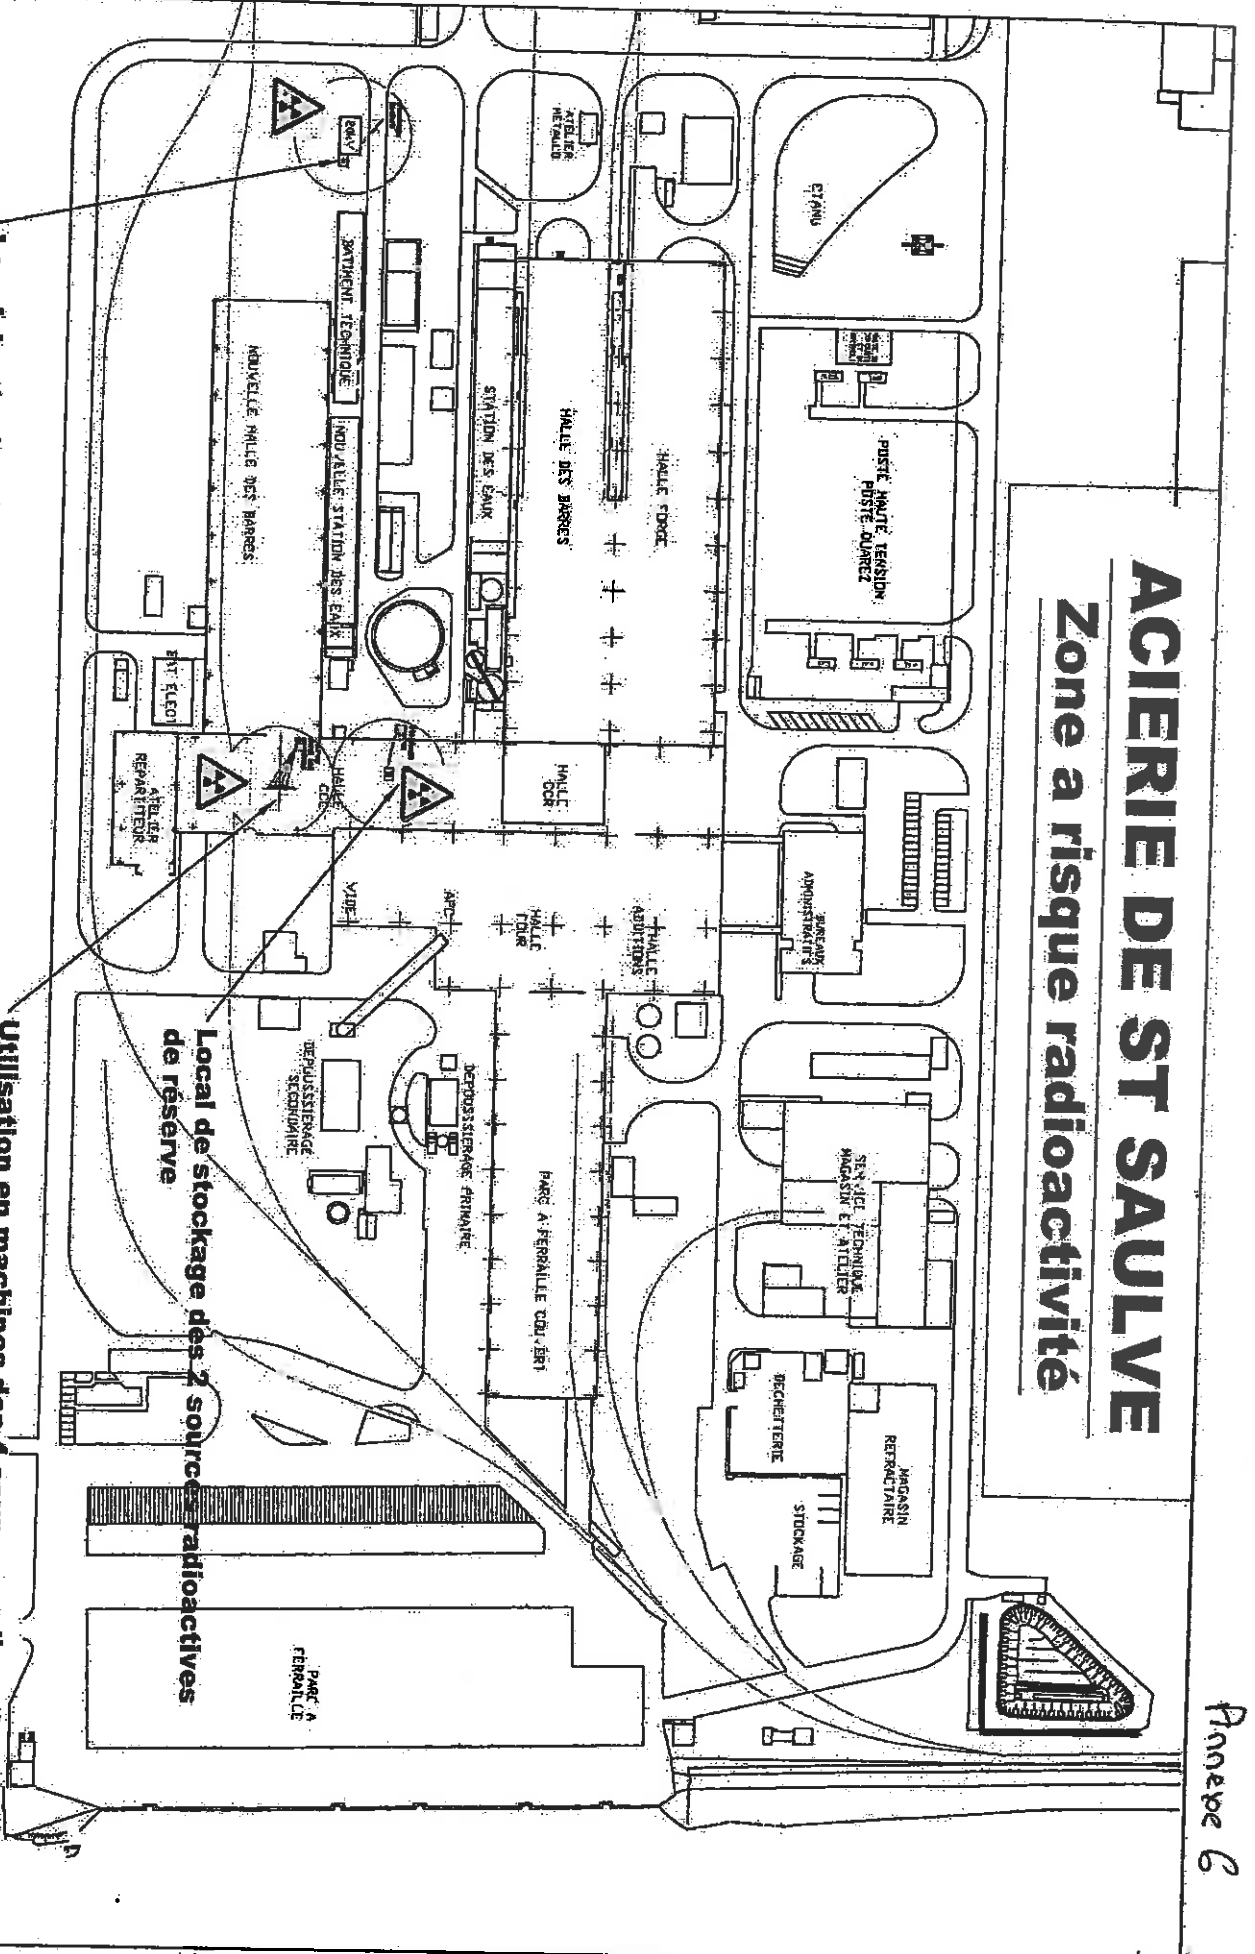 Annexe 6
ACIERIE DE ST SAULVE
Zone a risque radioactivité
ETANG
POSTE HAUTE TENSION
POSTE QUAREZ
BUREAUX
ADMINISTRATIFS
SERVICE TECHNIQUE
MAGASIN ET ATELIER
DECHETTERIE
MAGASIN
REFRACTAIRE
STOCKAGE
ATELIER
METALLO
HALLE FORGE
HALLE DES BARRES
STATION DES EAUX
HALLE
CCR
HALLE
ADDITIONS
HALLE
FOUR
APC
VIDE
PARC A FERRAILLE COUVERT
DEPOUSSIERAGE PRIMAIRE
DEPOUSSIERAGE
SECONDAIRE
BATIMENT TECHNIQUE
NOUVELLE STATION DES EAUX
NOUVELLE HALLE DES BARRES
BAT ELECT
HALLE
ATELIER
REPARTITEUR
PARC A
FERRAILLE
Local de stockage des 2 sources radioactives
de réserve
Utilisation en machines des 4